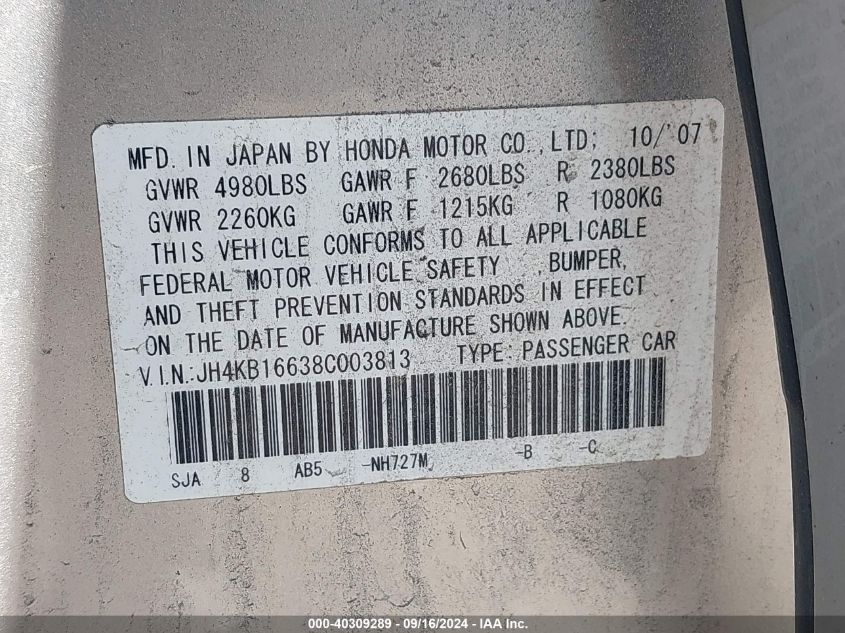 MFD. IN JAPAN BY HONDA MOTOR CO.,LTD; 10/'07
GVWR 4980LBS GAWR F 2680LBS R 2380LBS
GVWR 2260KG GAWR F 1215KG R 1080KG
THIS VEHICLE CONFORMS TO ALL APPLICABLE
FEDERAL MOTOR VEHICLE SAFETY , BUMPER,
AND THEFT PREVENTION STANDARDS IN EFFECT
ON THE DATE OF MANUFACTURE SHOWN ABOVE.
V.I.N.:JH4KB16638C003813 TYPE:PASSENGER CAR
SJA 8 AB5 -NH727M -B -C
000-40309289 - 09/16/2024 - IAA Inc.